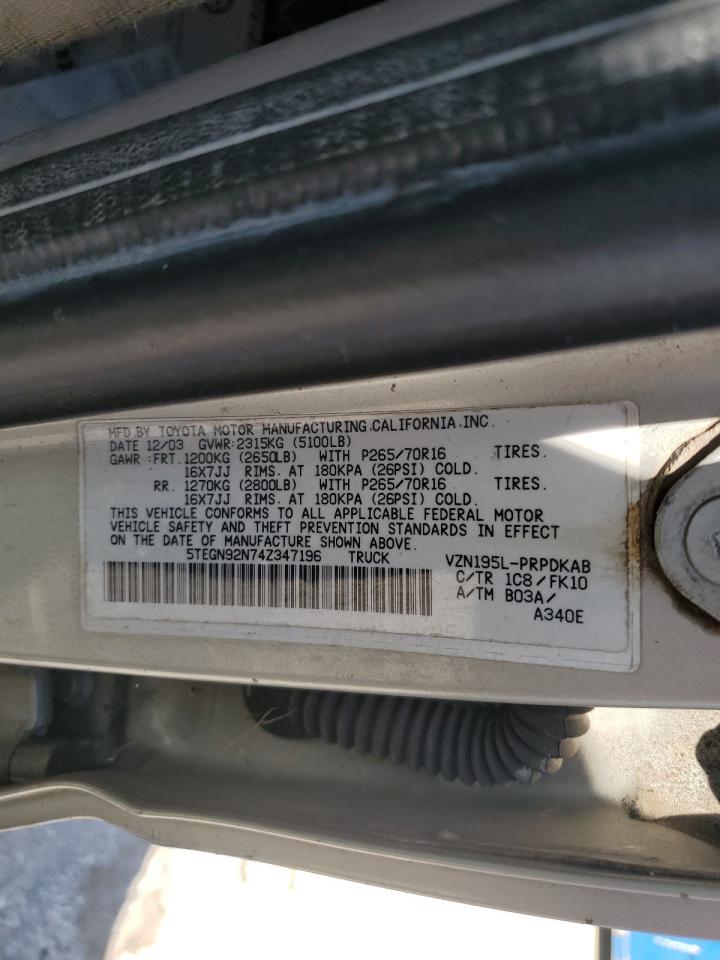 MFD.BY TOYOTA MOTOR MANUFACTURING.CALIFORNIA.INC.
DATE 12/03 GVWR:2315KG (5100LB)
GAWR :FRT.1200KG (2650LB) WITH P265/70R16 TIRES.
16X7JJ RIMS. AT 180KPA (26PSI) COLD.
RR. 1270KG (2800LB) WITH P265/70R16 TIRES.
16X7JJ RIMS. AT 180KPA (26PSI) COLD.
THIS VEHICLE CONFORMS TO ALL APPLICABLE FEDERAL MOTOR
VEHICLE SAFETY AND THEFT PREVENTION STANDARDS IN EFFECT
ON THE DATE OF MANUFACTURE SHOWN ABOVE.
5TEGN92N74Z347196 TRUCK VZN195L-PRPDKAB
C/TR 1C8/FK10
A/TM B03A/
A340E